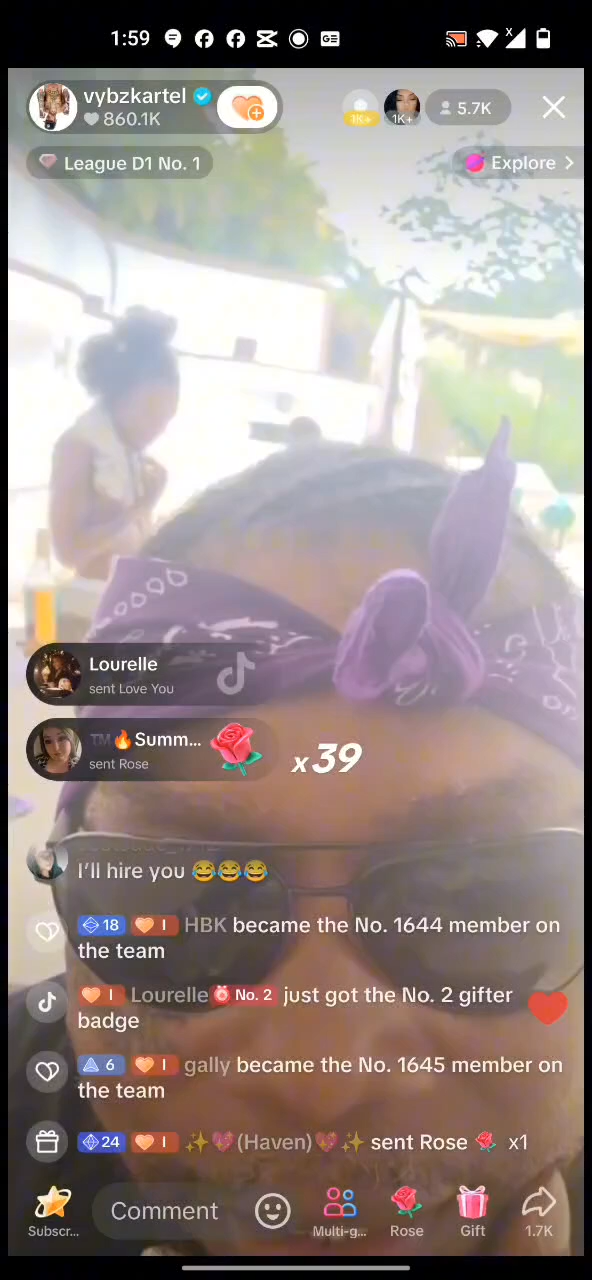 1:59
GE
X
vybzkartel
860.1K
1K+
1K+
5.7K
League D1 No. 1
Explore
Lourelle
sent Love You
TM🔥Summ...
sent Rose
x39
I'll hire you 😂😂😂
18 I HBK became the No. 1644 member on
the team
I Lourelle No. 2 just got the No. 2 gifter
badge
6 I gally became the No. 1645 member on
the team
24 I ✨💖(Haven)💖✨ sent Rose 🌹 x1
Subscr...
Comment
Multi-g...
Rose
Gift
1.7K